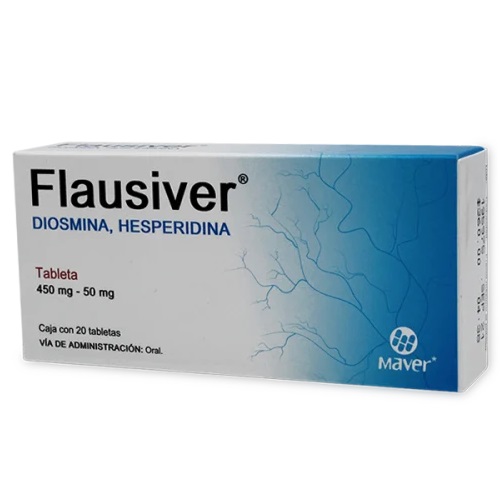 Flausiver®
DIOSMINA, HESPERIDINA
Tableta
450 mg - 50 mg
Caja con 20 tabletas
VÍA DE ADMINISTRACIÓN: Oral.
Maver®